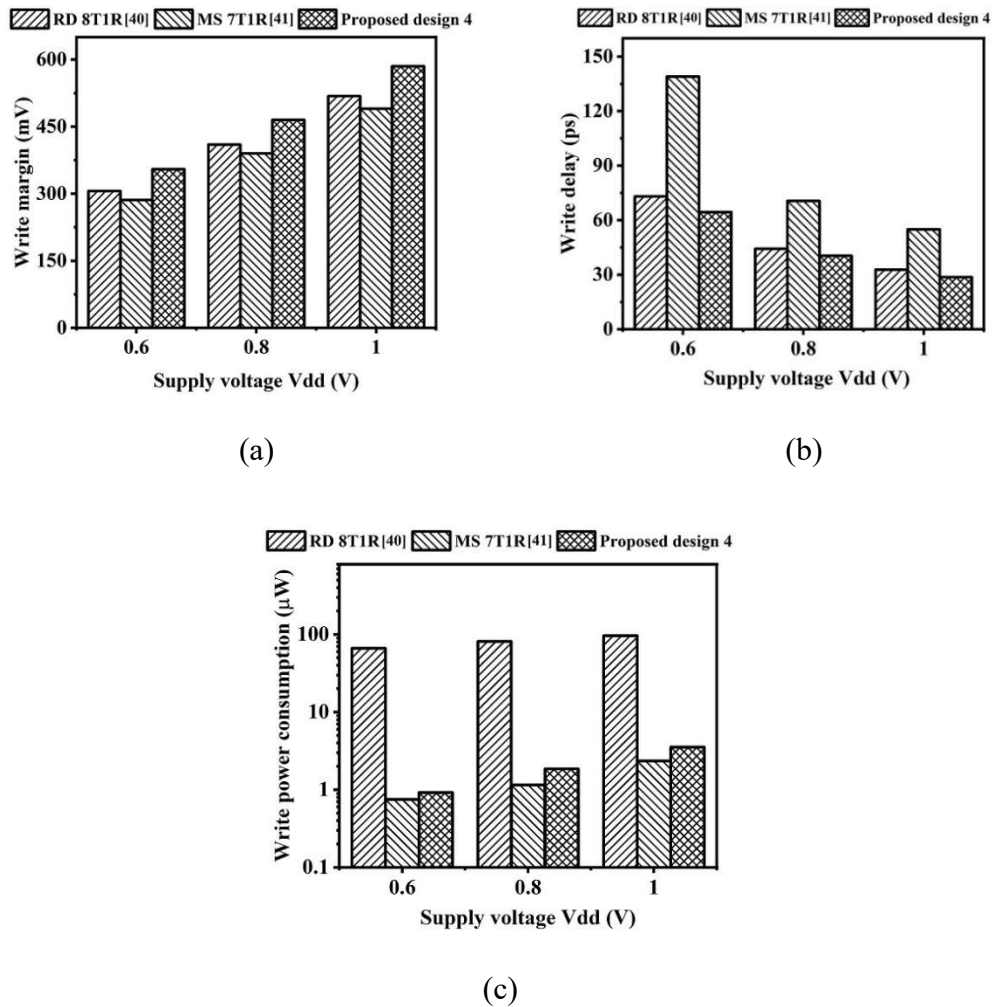 RD 8T1R[40] MS 7T1R[41] Proposed design 4
Write margin (mV)
600
450
300
150
0
0.6 0.8 1
Supply voltage Vdd (V)
(a)
RD 8T1R[40] MS 7T1R[41] Proposed design 4
Write delay (ps)
150
120
90
60
30
0
0.6 0.8 1
Supply voltage Vdd (V)
(b)
RD 8T1R[40] MS 7T1R[41] Proposed design 4
Write power consumption (μW)
100
10
1
0.1
0.6 0.8 1
Supply voltage Vdd (V)
(c)